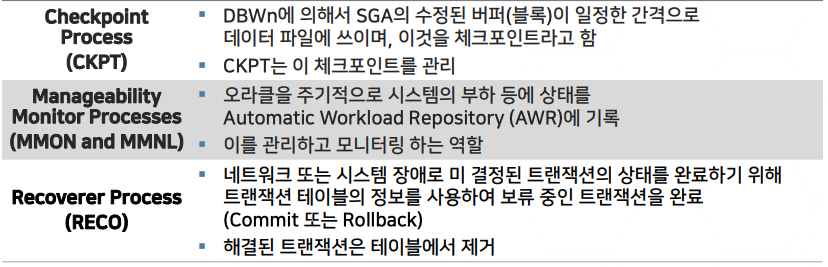 Checkpoint
Process
(CKPT)
▪ DBWn에 의해서 SGA의 수정된 버퍼(블록)이 일정한 간격으로
데이터 파일에 쓰이며, 이것을 체크포인트라고 함
▪ CKPT는 이 체크포인트를 관리
Manageability
Monitor Processes
(MMON and MMNL)
▪ 오라클을 주기적으로 시스템의 부하 등에 상태를
Automatic Workload Repository (AWR)에 기록
▪ 이를 관리하고 모니터링 하는 역할
Recoverer Process
(RECO)
▪ 네트워크 또는 시스템 장애로 미 결정된 트랜잭션의 상태를 완료하기 위해
트랜잭션 테이블의 정보를 사용하여 보류 중인 트랜잭션을 완료
(Commit 또는 Rollback)
▪ 해결된 트랜잭션은 테이블에서 제거